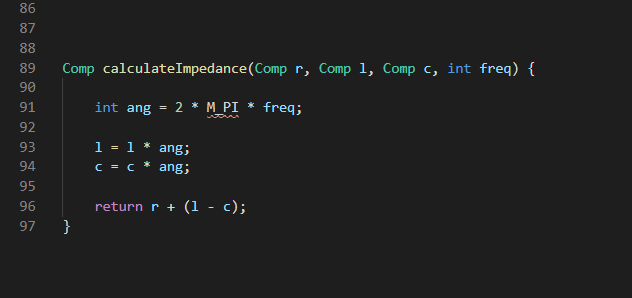 86
87
88
89 Comp calculateImpedance(Comp r, Comp l, Comp c, int freq) {
90
91 int ang = 2 * M_PI * freq;
92
93 l = l * ang;
94 c = c * ang;
95
96 return r + (l - c);
97 }